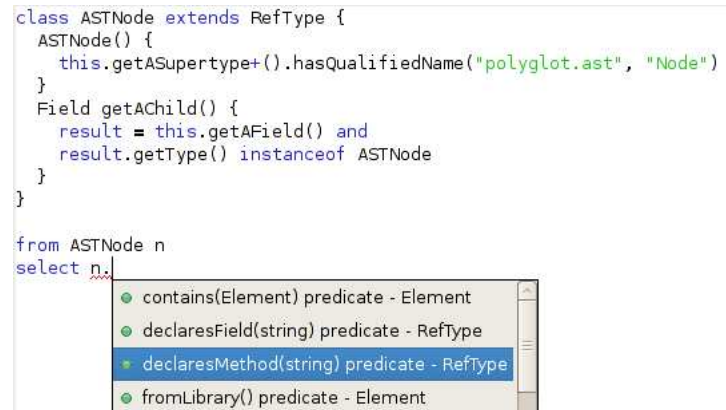 class ASTNode extends RefType {
ASTNode() {
this.getASupertype+().hasQualifiedName("polyglot.ast", "Node")
}
Field getAChild() {
result = this.getAField() and
result.getType() instanceof ASTNode
}
}
from ASTNode n
select n.
contains(Element) predicate - Element
declaresField(string) predicate - RefType
declaresMethod(string) predicate - RefType
fromLibrary() predicate - Element